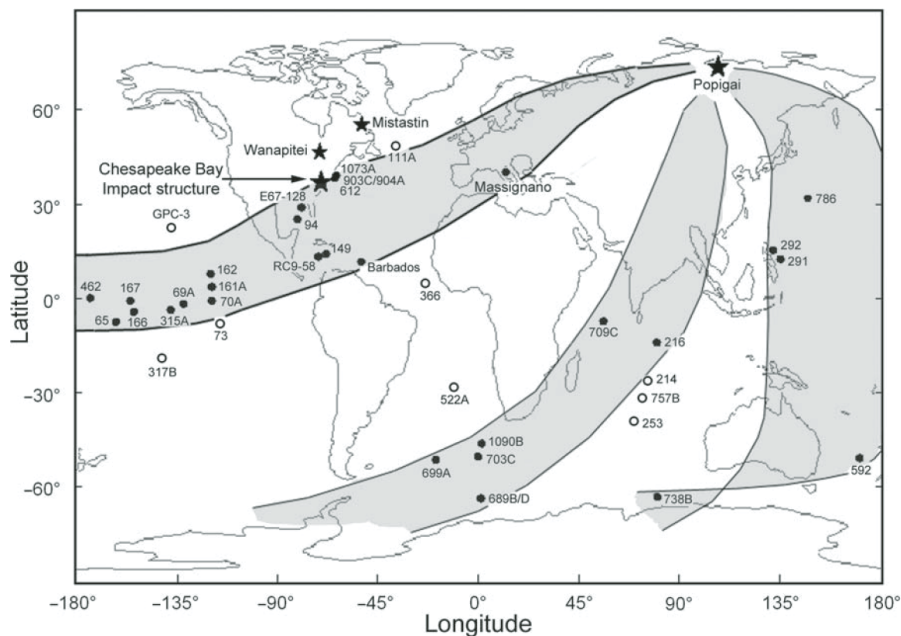 60°
30°
0°
−30°
−60°
Latitude
Popigai
Mistastin
Wanapitei
111A
Chesapeake Bay
Impact structure
1073A
903C/904A
612
Massignano
E67-128
94
GPC-3
786
149
RC9-58
Barbados
292
291
162
161A
70A
462
167
69A
65
166
315A
73
366
709C
216
317B
214
757B
253
522A
1090B
703C
699A
592
689B/D
738B
−180°
−135°
−90°
−45°
0°
45°
90°
135°
180°
Longitude